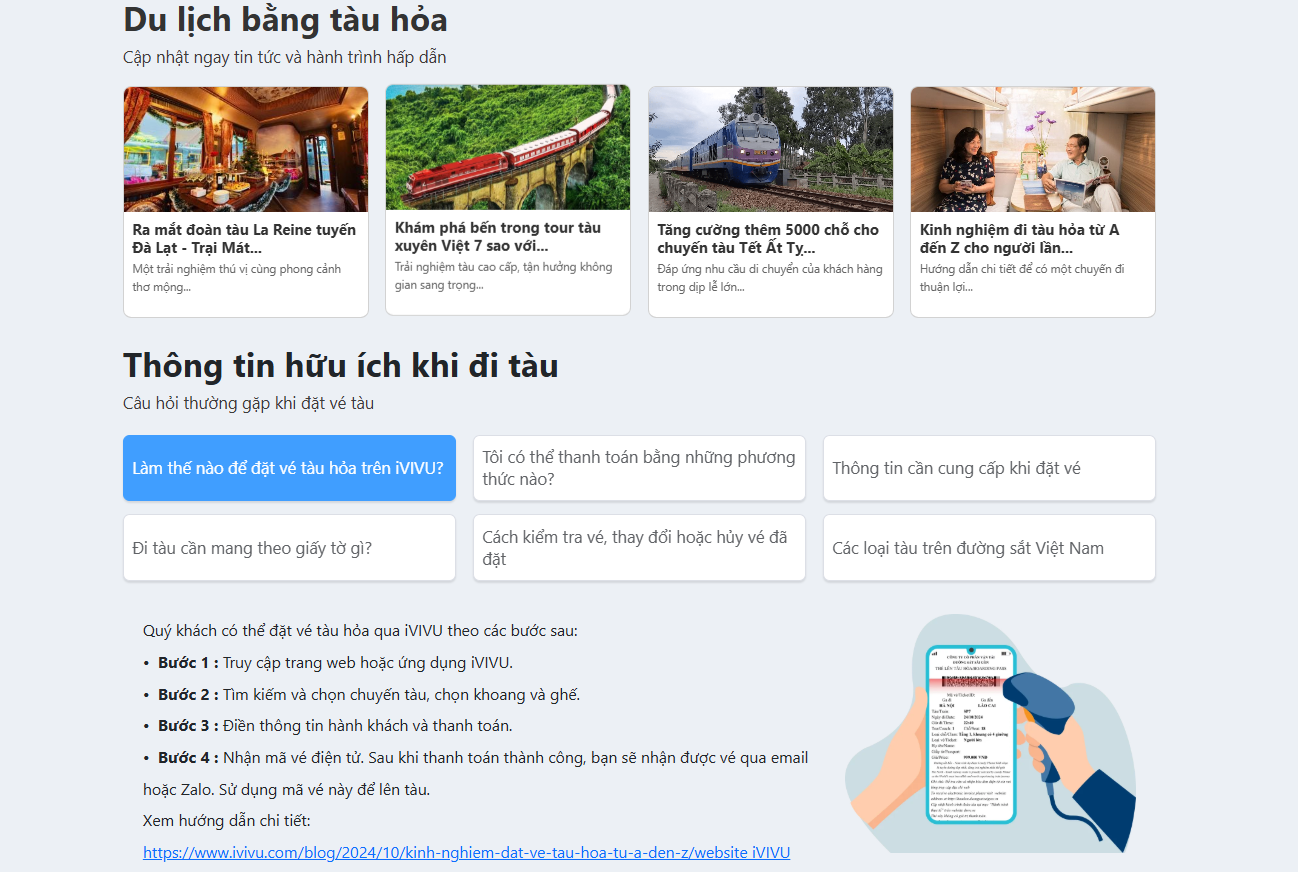 Du lịch bằng tàu hỏa
Cập nhật ngay tin tức và hành trình hấp dẫn
Ra mắt đoàn tàu La Reine tuyến
Đà Lạt - Trại Mát...
Một trải nghiệm thú vị cùng phong cảnh
thơ mộng...
Khám phá bến trong tour tàu
xuyên Việt 7 sao với...
Trải nghiệm tàu cao cấp, tận hưởng không
gian sang trọng...
Tăng cường thêm 5000 chỗ cho
chuyến tàu Tết Ất Tỵ...
Đáp ứng nhu cầu di chuyển của khách hàng
trong dịp lễ lớn...
Kinh nghiệm đi tàu hỏa từ A
đến Z cho người lần...
Hướng dẫn chi tiết để có một chuyến đi
thuận lợi...
Thông tin hữu ích khi đi tàu
Câu hỏi thường gặp khi đặt vé tàu
Làm thế nào để đặt vé tàu hỏa trên iVIVU?
Tôi có thể thanh toán bằng những phương
thức nào?
Thông tin cần cung cấp khi đặt vé
Đi tàu cần mang theo giấy tờ gì?
Cách kiểm tra vé, thay đổi hoặc hủy vé đã
đặt
Các loại tàu trên đường sắt Việt Nam
Quý khách có thể đặt vé tàu hỏa qua iVIVU theo các bước sau:
• Bước 1 : Truy cập trang web hoặc ứng dụng iVIVU.
• Bước 2 : Tìm kiếm và chọn chuyến tàu, chọn khoang và ghế.
• Bước 3 : Điền thông tin hành khách và thanh toán.
• Bước 4 : Nhận mã vé điện tử. Sau khi thanh toán thành công, bạn sẽ nhận được vé qua email
hoặc Zalo. Sử dụng mã vé này để lên tàu.
Xem hướng dẫn chi tiết:
https://www.ivivu.com/blog/2024/10/kinh-nghiem-dat-ve-tau-hoa-tu-a-den-z/website iVIVU
HÀ NỘI
LÀO CAI